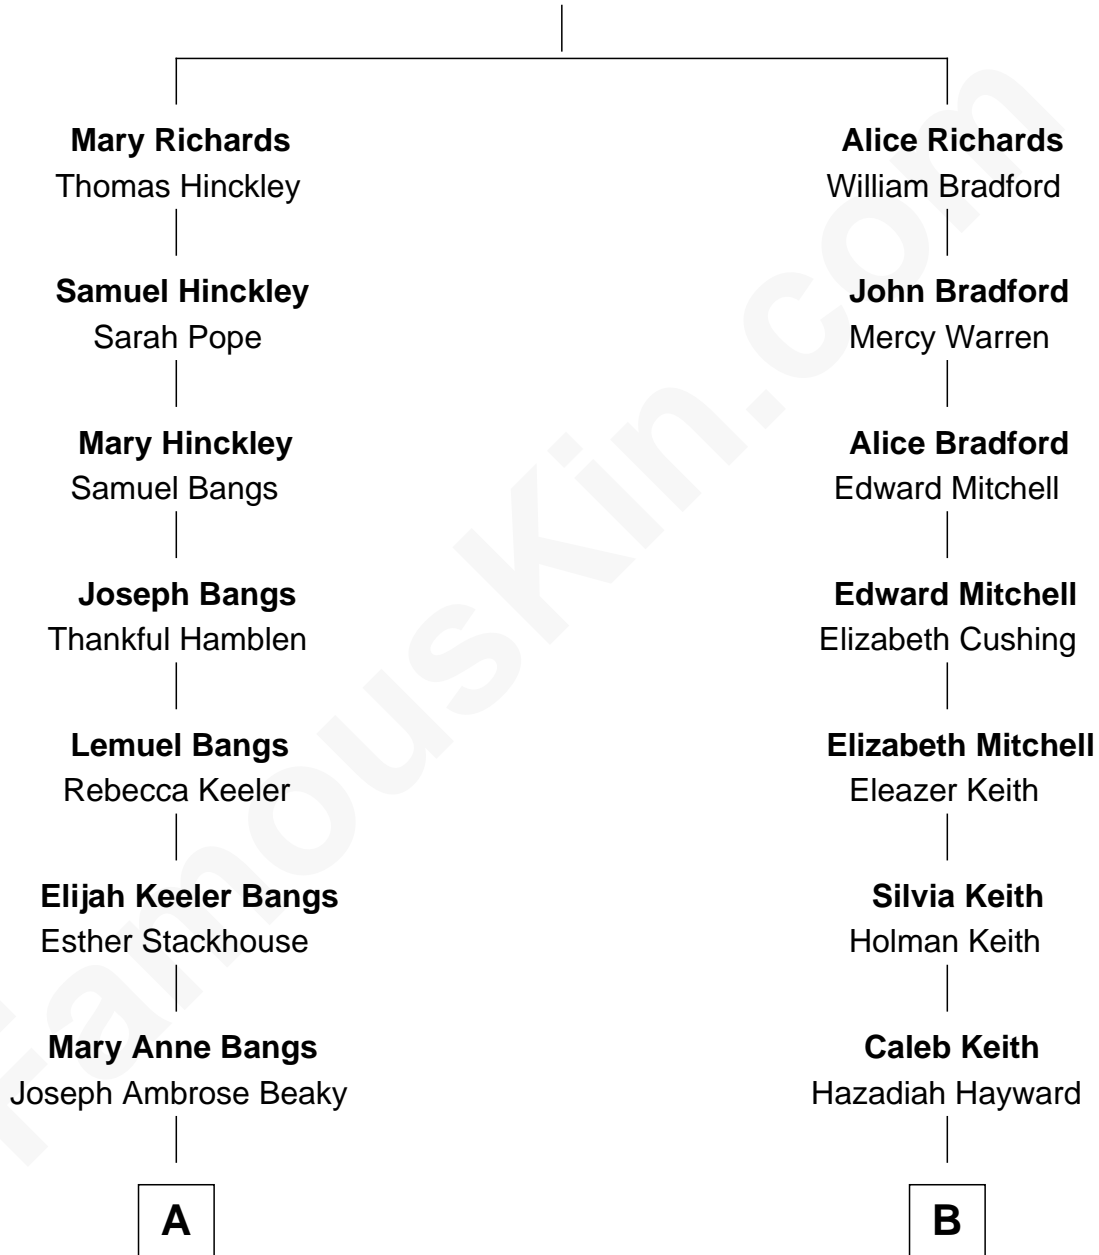 Mary Richards
Thomas Hinckley
Samuel Hinckley
Sarah Pope
Mary Hinckley
Samuel Bangs
Joseph Bangs
Thankful Hamblen
Lemuel Bangs
Rebecca Keeler
Elijah Keeler Bangs
Esther Stackhouse
Mary Anne Bangs
Joseph Ambrose Beaky
A
Alice Richards
William Bradford
John Bradford
Mercy Warren
Alice Bradford
Edward Mitchell
Edward Mitchell
Elizabeth Cushing
Elizabeth Mitchell
Eleazer Keith
Silvia Keith
Holman Keith
Caleb Keith
Hazadiah Hayward
B
FamousKin.com